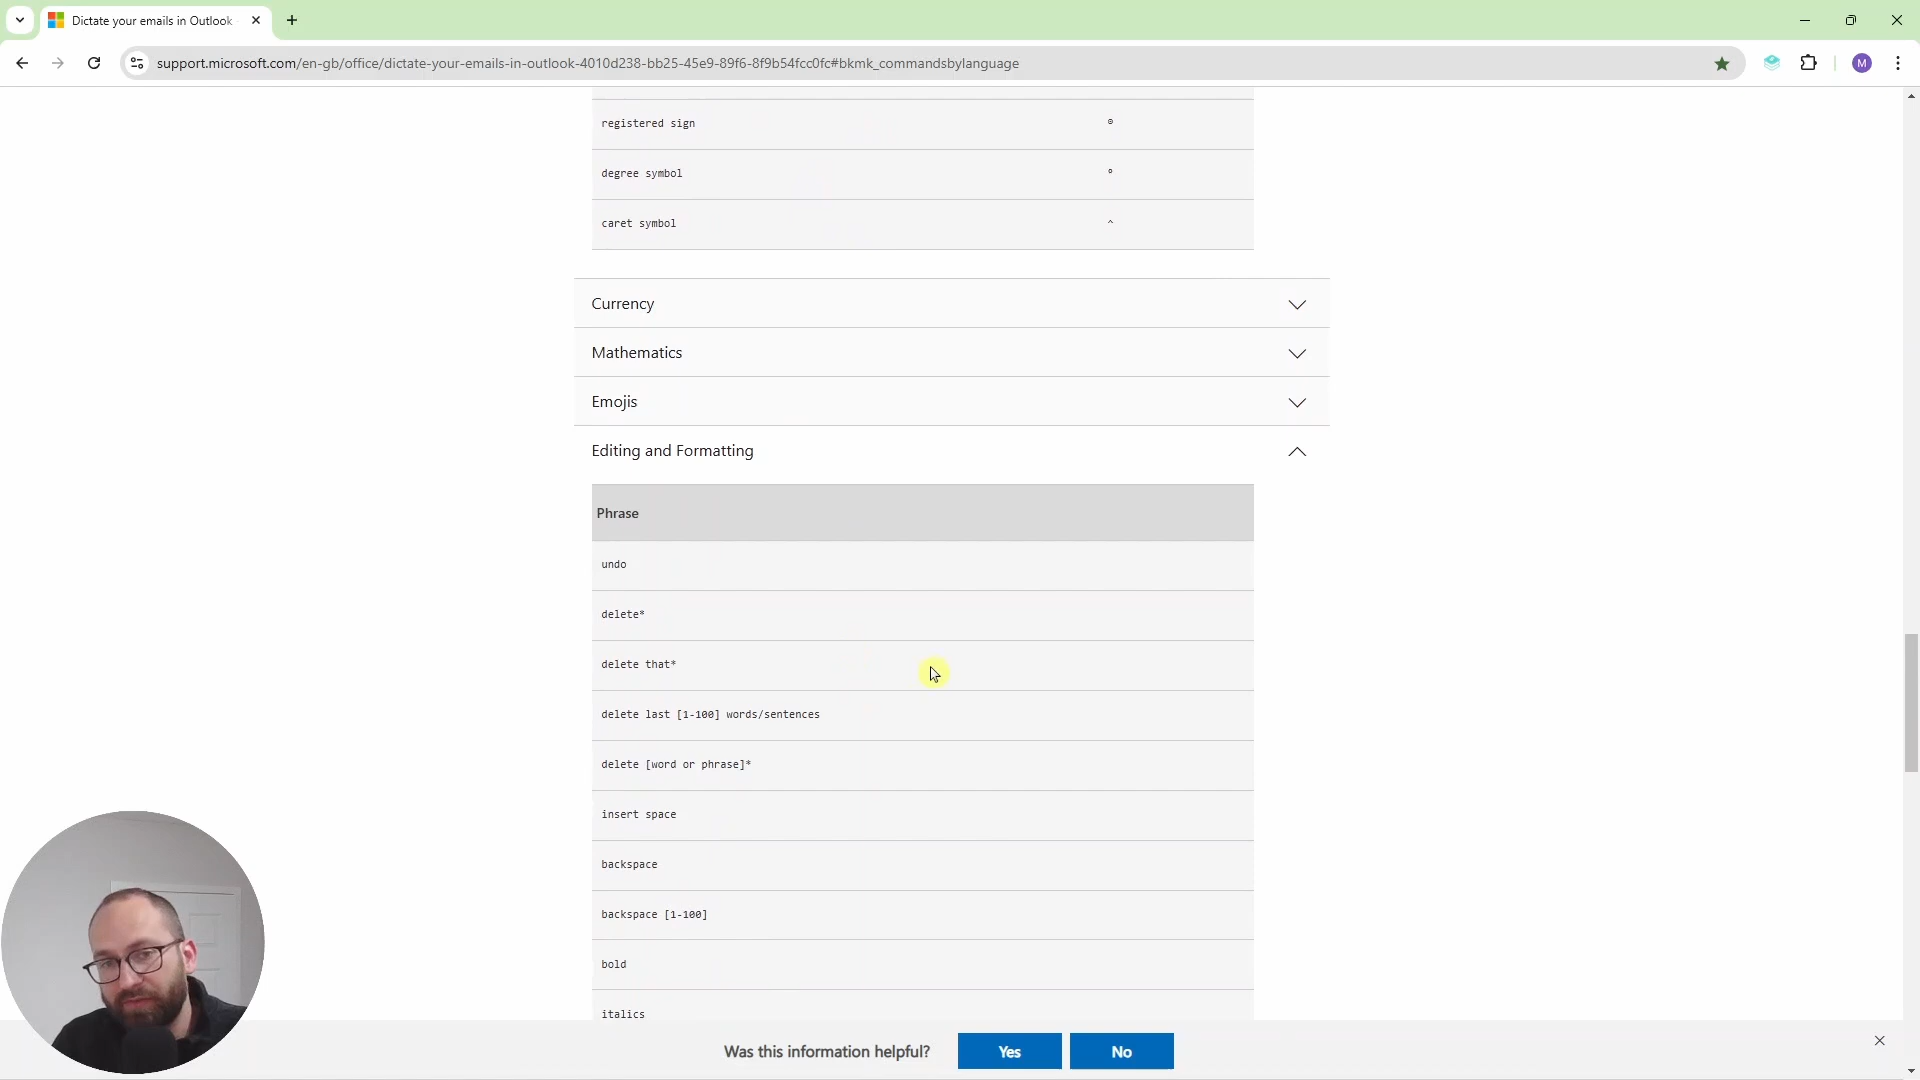 Dictate your emails in Outlook
support.microsoft.com/en-gb/office/dictate-your-emails-in-outlook-4010d238-bb25-45e9-89f6-8f9b54fcc0fc#bkmk_commandsbylanguage
M
registered sign ®
degree symbol °
caret symbol ^
Currency
Mathematics
Emojis
Editing and Formatting
Phrase
undo
delete*
delete that*
delete last [1-100] words/sentences
delete [word or phrase]*
insert space
backspace
backspace [1-100]
bold
italics
Was this information helpful? Yes No